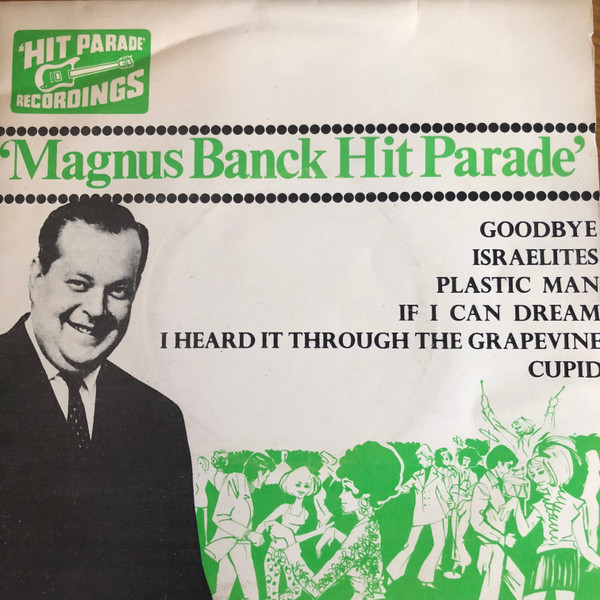 'HIT PARADE'
RECORDINGS
'Magnus Banck Hit Parade'
GOODBYE
ISRAELITES
PLASTIC MAN
IF I CAN DREAM
I HEARD IT THROUGH THE GRAPEVINE
CUPID